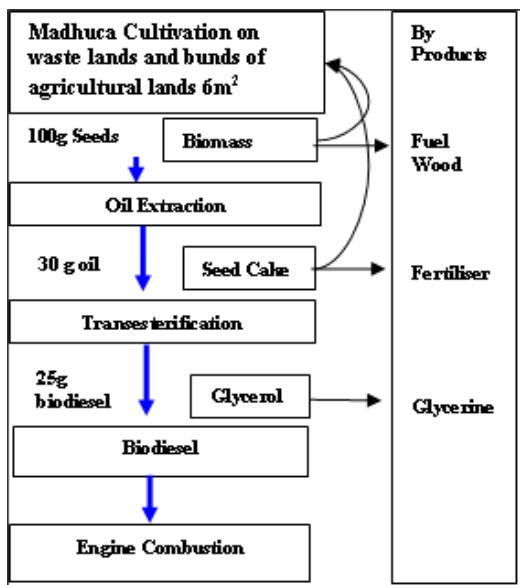 Madhuca Cultivation on
waste lands and bunds of
agricultural lands 6m²
By
Products
100g Seeds
Biomass
Fuel
Wood
Oil Extraction
30 g oil
Seed Cake
Fertiliser
Transesterification
25g
biodiesel
Glycerol
Glycerine
Biodiesel
Engine Combustion